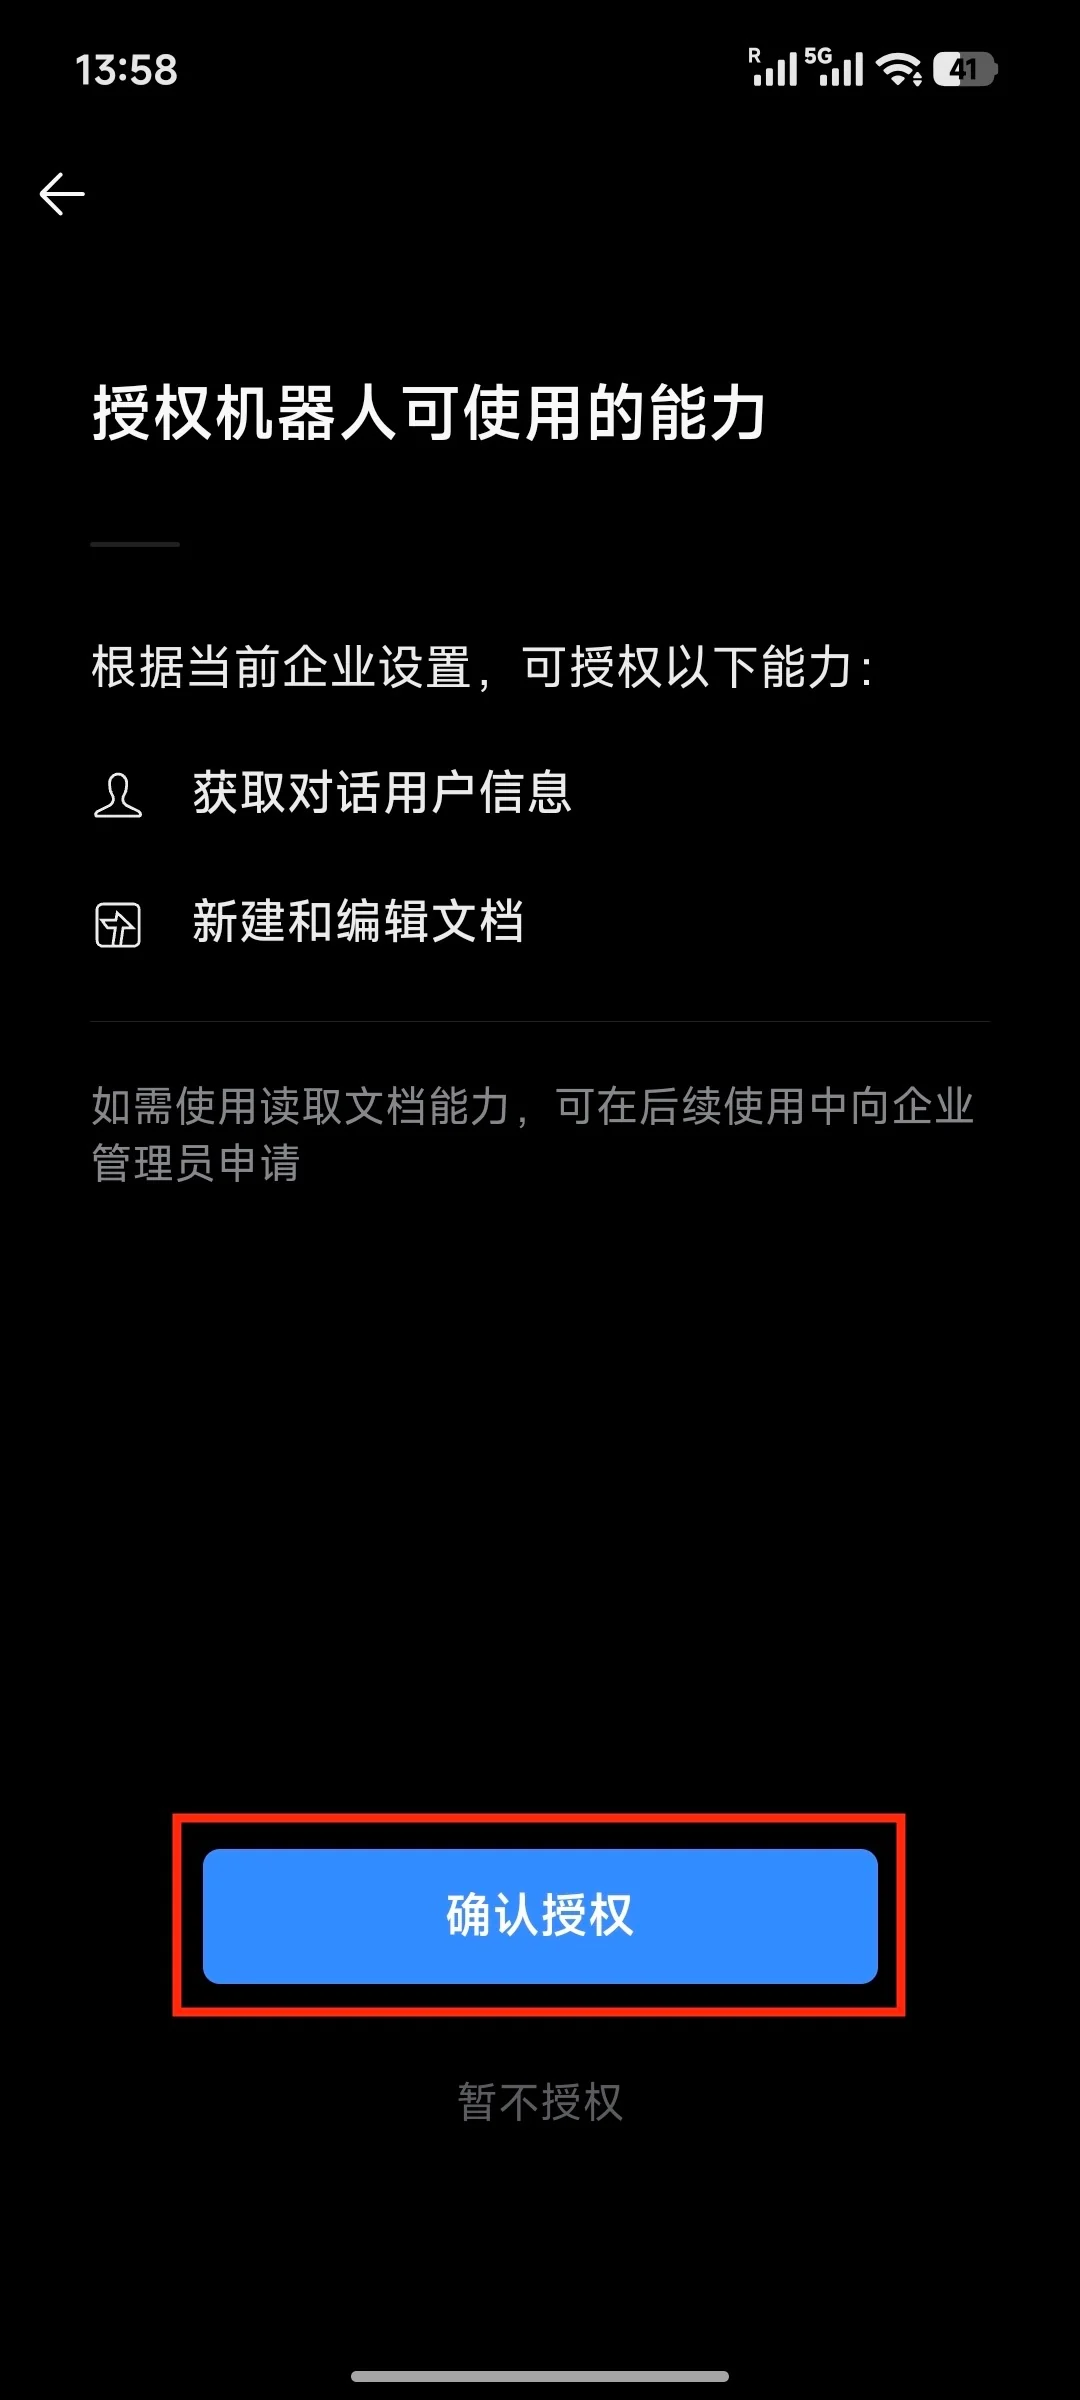 13:58
R 5G 41
授权机器人可使用的能力
根据当前企业设置，可授权以下能力：
获取对话用户信息
新建和编辑文档
如需使用读取文档能力，可在后续使用中向企业
管理员申请
确认授权
暂不授权